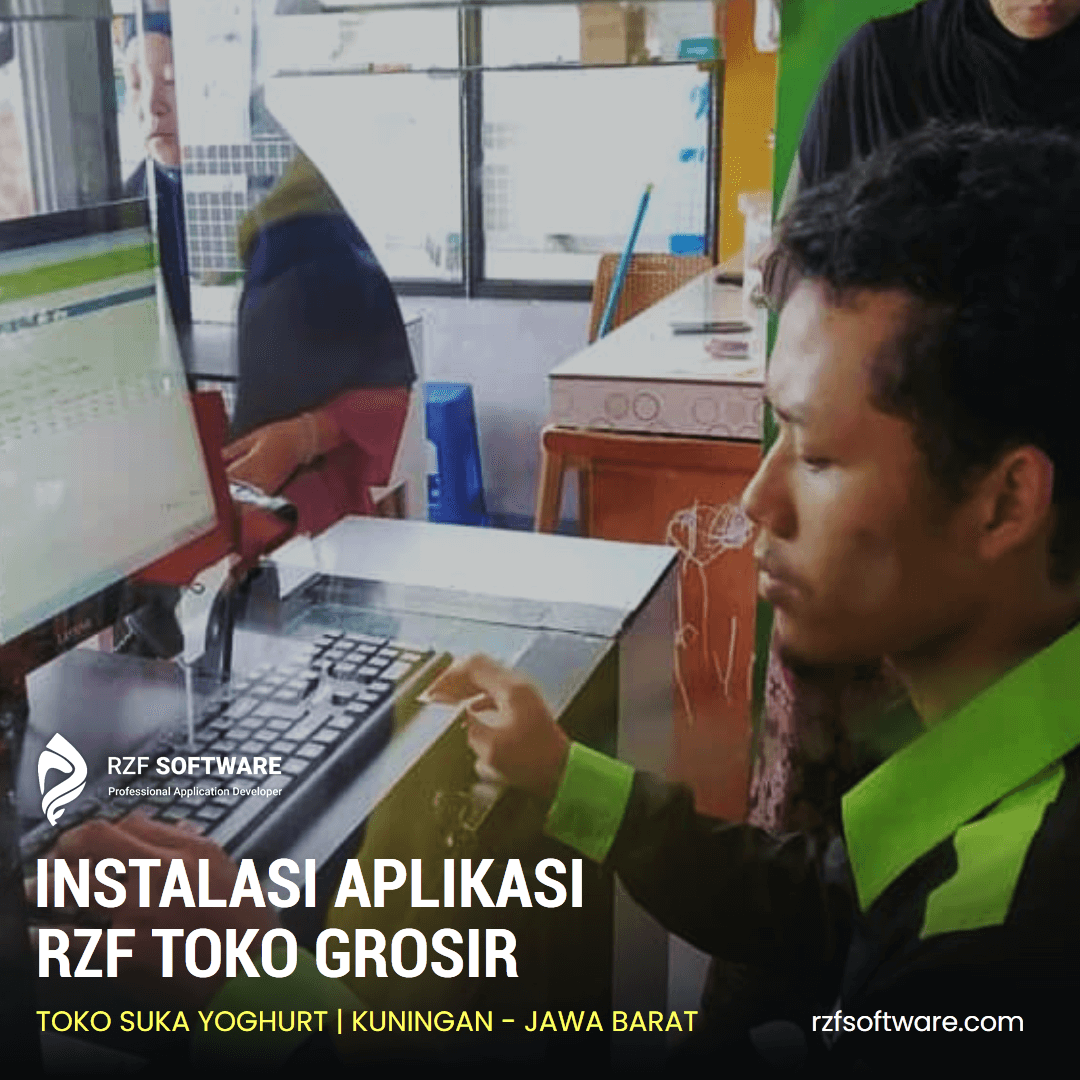 RZF SOFTWARE
Professional Application Developer
INSTALASI APLIKASI
RZF TOKO GROSIR
TOKO SUKA YOGHURT | KUNINGAN - JAWA BARAT
rzfsoftware.com